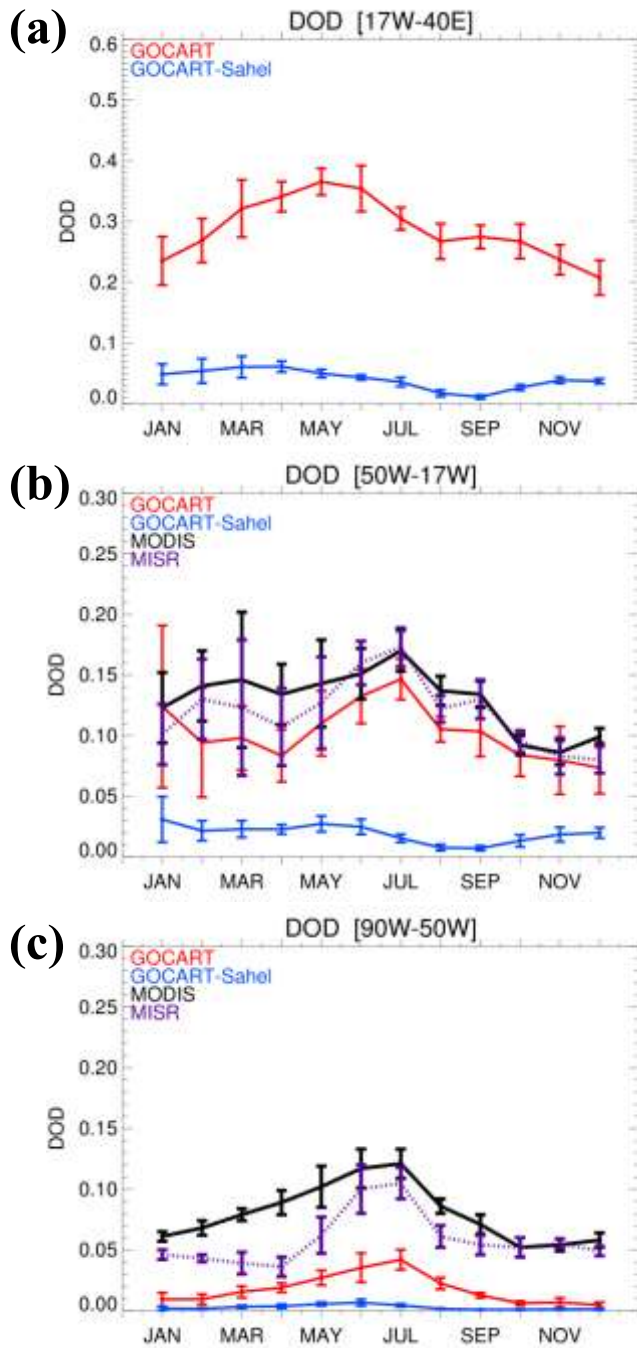 (a)
DOD [17W-40E]
GOCART
GOCART-Sahel
DOD
0.6
0.5
0.4
0.3
0.2
0.1
0.0
JAN MAR MAY JUL SEP NOV
(b)
DOD [50W-17W]
GOCART
GOCART-Sahel
MODIS
MISR
DOD
0.30
0.25
0.20
0.15
0.10
0.05
0.00
JAN MAR MAY JUL SEP NOV
(c)
DOD [90W-50W]
GOCART
GOCART-Sahel
MODIS
MISR
DOD
0.30
0.25
0.20
0.15
0.10
0.05
0.00
JAN MAR MAY JUL SEP NOV